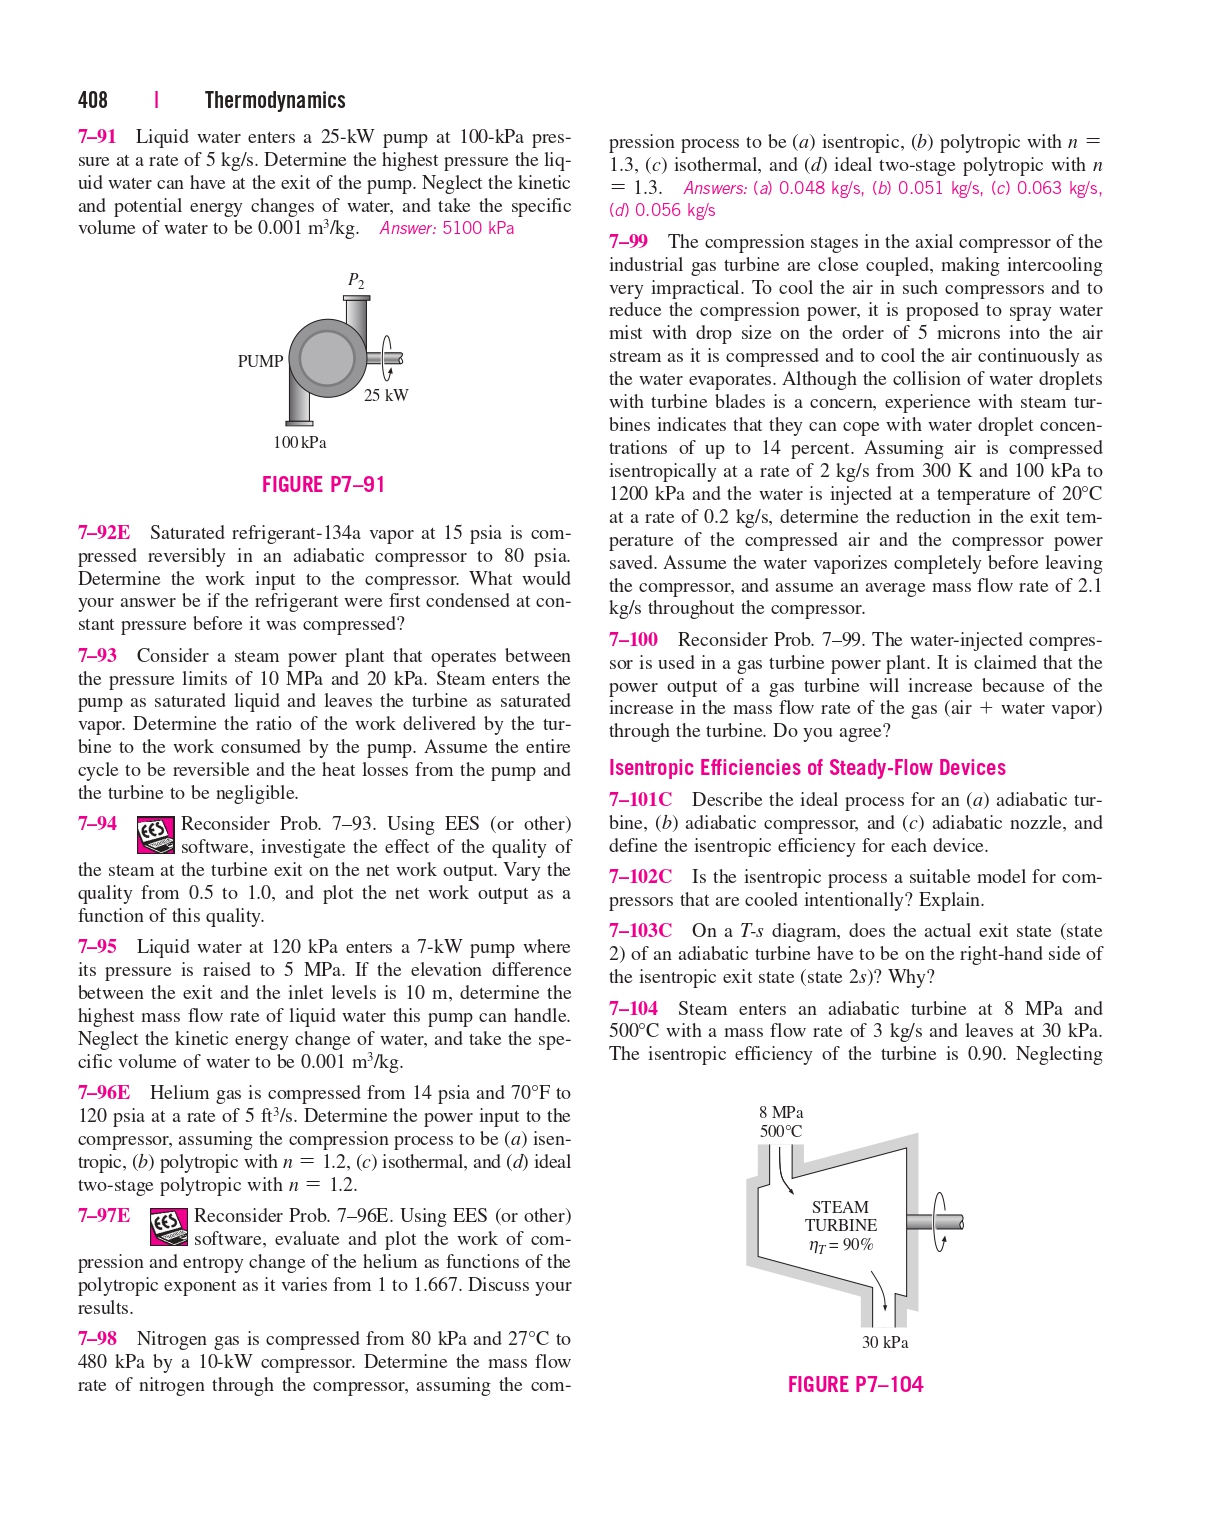 408 | Thermodynamics
7–91 Liquid water enters a 25-kW pump at 100-kPa pres-
sure at a rate of 5 kg/s. Determine the highest pressure the liq-
uid water can have at the exit of the pump. Neglect the kinetic
and potential energy changes of water, and take the specific
volume of water to be 0.001 m³/kg. Answer: 5100 kPa
P₂
PUMP
25 kW
100 kPa
FIGURE P7–91
7–92E Saturated refrigerant-134a vapor at 15 psia is com-
pressed reversibly in an adiabatic compressor to 80 psia.
Determine the work input to the compressor. What would
your answer be if the refrigerant were first condensed at con-
stant pressure before it was compressed?
7–93 Consider a steam power plant that operates between
the pressure limits of 10 MPa and 20 kPa. Steam enters the
pump as saturated liquid and leaves the turbine as saturated
vapor. Determine the ratio of the work delivered by the tur-
bine to the work consumed by the pump. Assume the entire
cycle to be reversible and the heat losses from the pump and
the turbine to be negligible.
7–94 EES Reconsider Prob. 7–93. Using EES (or other)
software, investigate the effect of the quality of
the steam at the turbine exit on the net work output. Vary the
quality from 0.5 to 1.0, and plot the net work output as a
function of this quality.
7–95 Liquid water at 120 kPa enters a 7-kW pump where
its pressure is raised to 5 MPa. If the elevation difference
between the exit and the inlet levels is 10 m, determine the
highest mass flow rate of liquid water this pump can handle.
Neglect the kinetic energy change of water, and take the spe-
cific volume of water to be 0.001 m³/kg.
7–96E Helium gas is compressed from 14 psia and 70°F to
120 psia at a rate of 5 ft³/s. Determine the power input to the
compressor, assuming the compression process to be (a) isen-
tropic, (b) polytropic with n = 1.2, (c) isothermal, and (d) ideal
two-stage polytropic with n = 1.2.
7–97E EES Reconsider Prob. 7–96E. Using EES (or other)
software, evaluate and plot the work of com-
pression and entropy change of the helium as functions of the
polytropic exponent as it varies from 1 to 1.667. Discuss your
results.
7–98 Nitrogen gas is compressed from 80 kPa and 27°C to
480 kPa by a 10-kW compressor. Determine the mass flow
rate of nitrogen through the compressor, assuming the com-
pression process to be (a) isentropic, (b) polytropic with n =
1.3, (c) isothermal, and (d) ideal two-stage polytropic with n
= 1.3. Answers: (a) 0.048 kg/s, (b) 0.051 kg/s, (c) 0.063 kg/s,
(d) 0.056 kg/s
7–99 The compression stages in the axial compressor of the
industrial gas turbine are close coupled, making intercooling
very impractical. To cool the air in such compressors and to
reduce the compression power, it is proposed to spray water
mist with drop size on the order of 5 microns into the air
stream as it is compressed and to cool the air continuously as
the water evaporates. Although the collision of water droplets
with turbine blades is a concern, experience with steam tur-
bines indicates that they can cope with water droplet concen-
trations of up to 14 percent. Assuming air is compressed
isentropically at a rate of 2 kg/s from 300 K and 100 kPa to
1200 kPa and the water is injected at a temperature of 20°C
at a rate of 0.2 kg/s, determine the reduction in the exit tem-
perature of the compressed air and the compressor power
saved. Assume the water vaporizes completely before leaving
the compressor, and assume an average mass flow rate of 2.1
kg/s throughout the compressor.
7–100 Reconsider Prob. 7–99. The water-injected compres-
sor is used in a gas turbine power plant. It is claimed that the
power output of a gas turbine will increase because of the
increase in the mass flow rate of the gas (air + water vapor)
through the turbine. Do you agree?
Isentropic Efficiencies of Steady-Flow Devices
7–101C Describe the ideal process for an (a) adiabatic tur-
bine, (b) adiabatic compressor, and (c) adiabatic nozzle, and
define the isentropic efficiency for each device.
7–102C Is the isentropic process a suitable model for com-
pressors that are cooled intentionally? Explain.
7–103C On a T-s diagram, does the actual exit state (state
2) of an adiabatic turbine have to be on the right-hand side of
the isentropic exit state (state 2s)? Why?
7–104 Steam enters an adiabatic turbine at 8 MPa and
500°C with a mass flow rate of 3 kg/s and leaves at 30 kPa.
The isentropic efficiency of the turbine is 0.90. Neglecting
8 MPa
500°C
STEAM
TURBINE
ηT = 90%
30 kPa
FIGURE P7–104